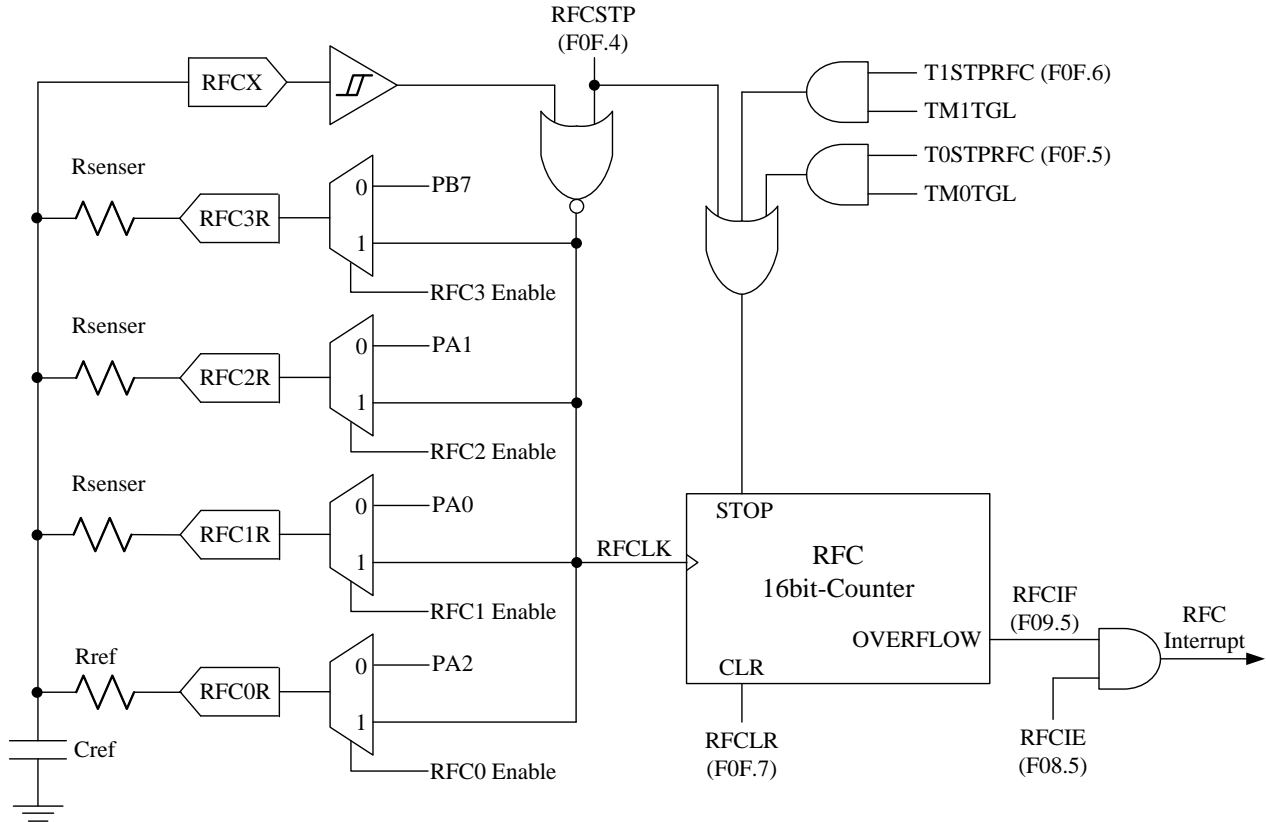 RFCSTP
(F0F.4)
RFCX
T1STPRFC (F0F.6)
TM1TGL
T0STPRFC (F0F.5)
TM0TGL
Rsenser
RFC3R
0
PB7
1
RFC3 Enable
Rsenser
RFC2R
0
PA1
1
RFC2 Enable
Rsenser
RFC1R
0
PA0
1
RFC1 Enable
Rref
RFC0R
0
PA2
1
RFC0 Enable
Cref
RFCLK
STOP
RFC
16bit-Counter
OVERFLOW
CLR
RFCLR
(F0F.7)
RFCIF
(F09.5)
RFC
Interrupt
RFCIE
(F08.5)